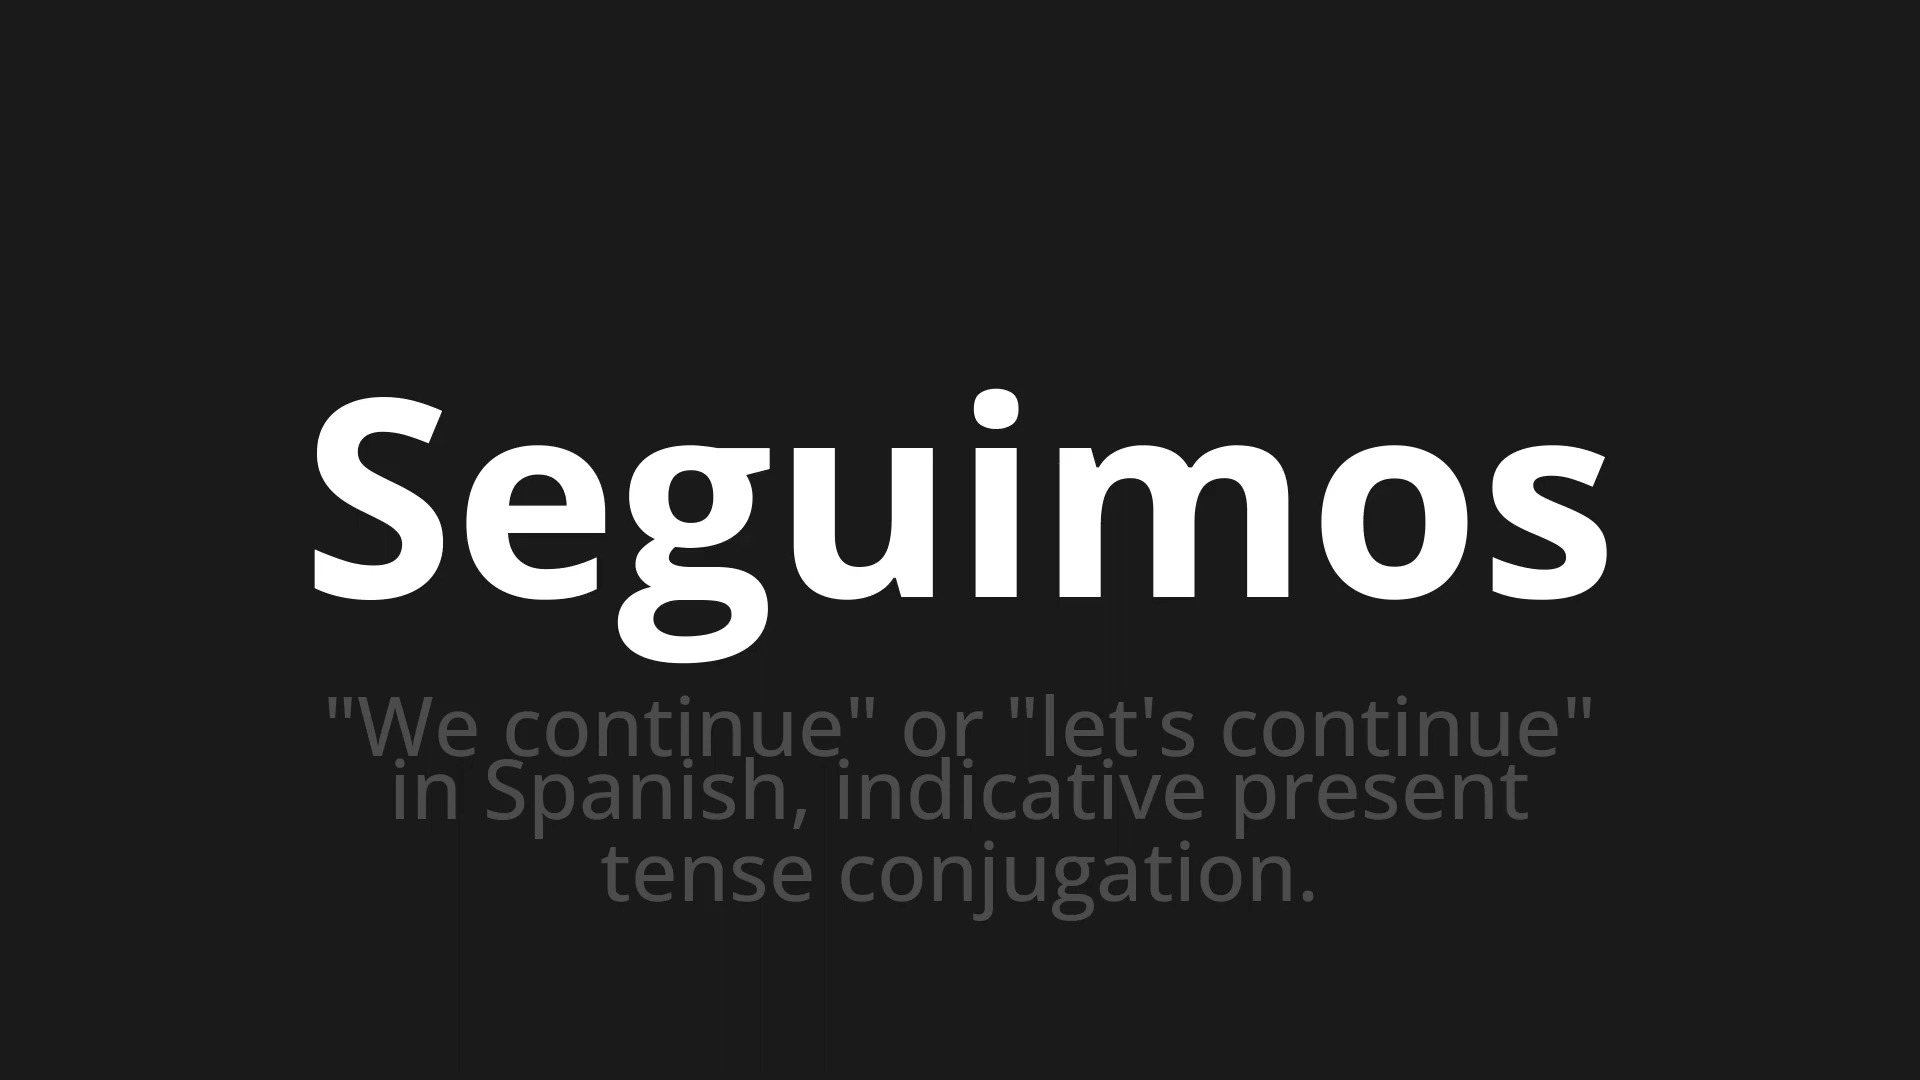 Seguimos
"We continue" or "let's continue"
in Spanish, indicative present
tense conjugation.